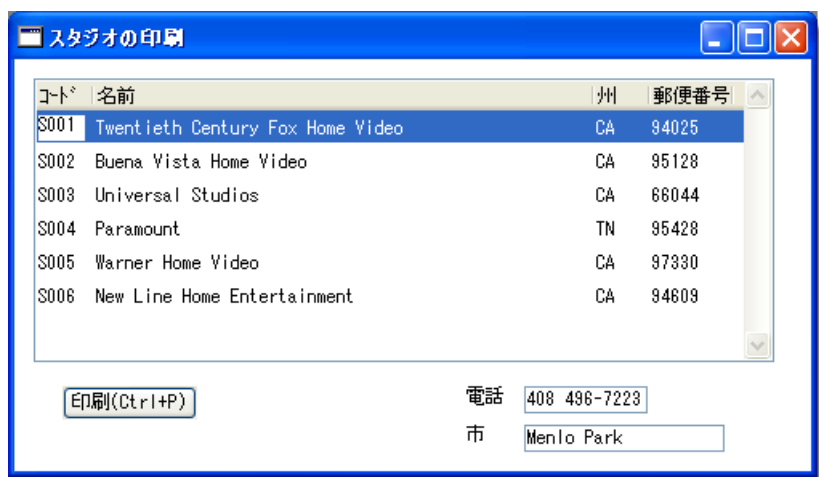 スタジオの印刷
ｺｰﾄﾞ 名前 州 郵便番号
S001 Twentieth Century Fox Home Video CA 94025
S002 Buena Vista Home Video CA 95128
S003 Universal Studios CA 66044
S004 Paramount TN 95428
S005 Warner Home Video CA 97330
S006 New Line Home Entertainment CA 94609
印刷(Ctrl+P) 電話 408 496-7223
市 Menlo Park